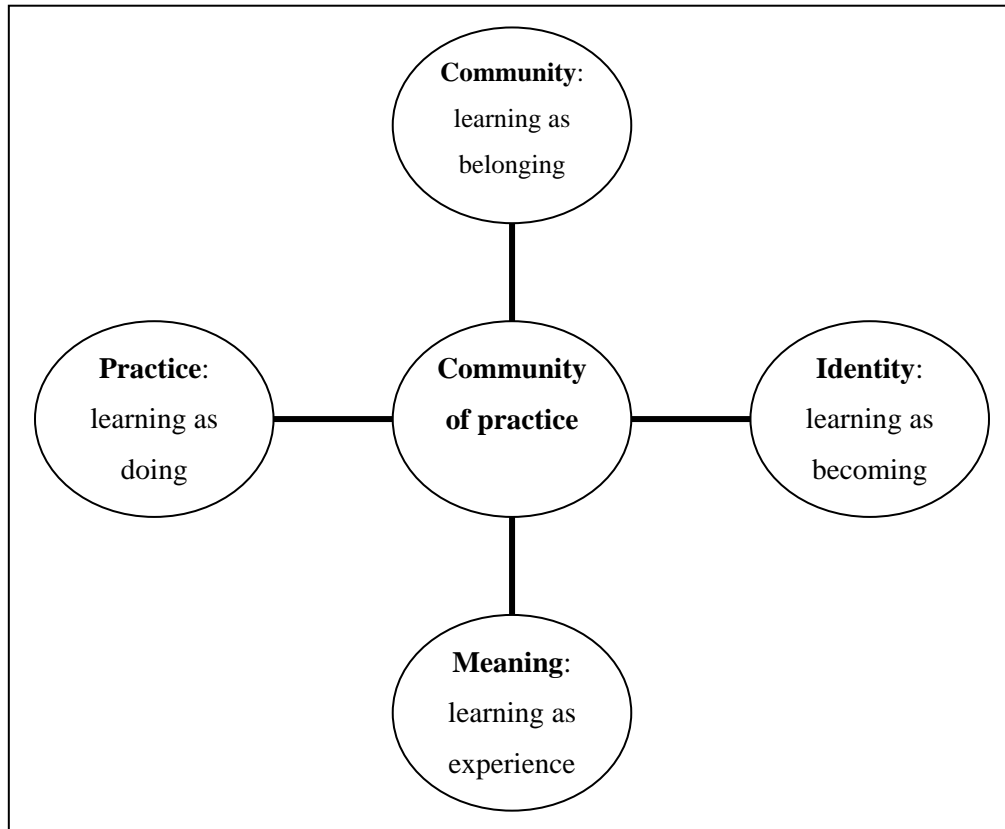 Community:
learning as
belonging
Practice:
learning as
doing
Community
of practice
Identity:
learning as
becoming
Meaning:
learning as
experience